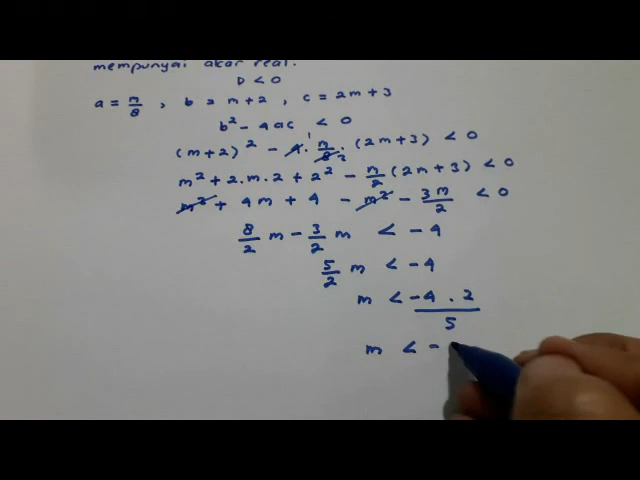 mempunyai akar real.
D < 0
a = m/8 , b = m+2 , c = 2m+3
b² - 4ac < 0
(m+2)² - 4 · m/8 · (2m+3) < 0 1 2
m² + 2.m.2 + 2² - m/2 (2m+3) < 0
m² + 4m + 4 - m² - 3m/2 < 0
8/2 m - 3/2 m < -4
5/2 m < -4
m < -4 . 2 / 5
m < -